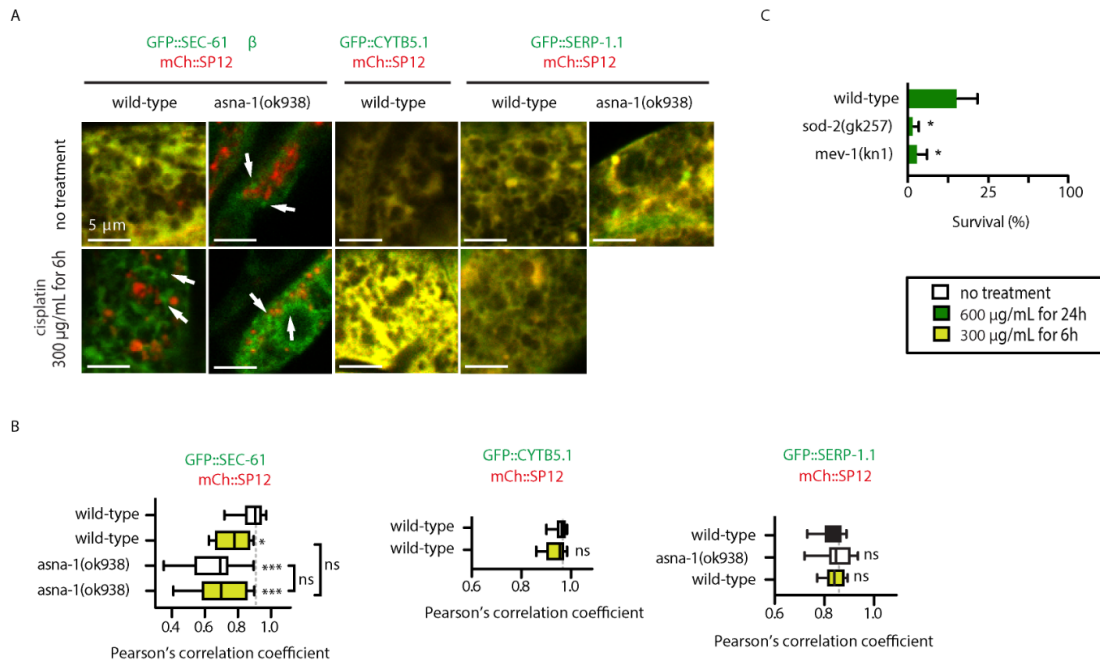 A
GFP::SEC-61 β
mCh::SP12
GFP::CYTB5.1
mCh::SP12
GFP::SERP-1.1
mCh::SP12
wild-type
asna-1(ok938)
wild-type
wild-type
asna-1(ok938)
no treatment
5 μm
cisplatin
300 μg/mL for 6h
C
wild-type
sod-2(gk257)
*
mev-1(kn1)
*
0 25 100
Survival (%)
no treatment
600 μg/mL for 24h
300 μg/mL for 6h
B
GFP::SEC-61
mCh::SP12
wild-type
wild-type
*
asna-1(ok938)
***
asna-1(ok938)
***
ns
ns
0.4 0.6 0.8 1.0
Pearson's correlation coefficient
GFP::CYTB5.1
mCh::SP12
wild-type
wild-type
ns
0.6 0.8 1.0
Pearson's correlation coefficient
GFP::SERP-1.1
mCh::SP12
wild-type
asna-1(ok938)
ns
wild-type
ns
0.6 0.8 1.0
Pearson's correlation coefficient